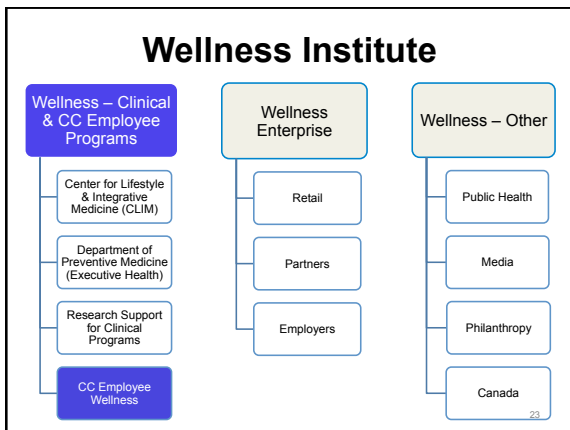 Wellness Institute
Wellness – Clinical
& CC Employee
Programs
Center for Lifestyle
& Integrative
Medicine (CLIM)
Department of
Preventive Medicine
(Executive Health)
Research Support
for Clinical
Programs
CC Employee
Wellness
Wellness
Enterprise
Retail
Partners
Employers
Wellness – Other
Public Health
Media
Philanthropy
Canada
23